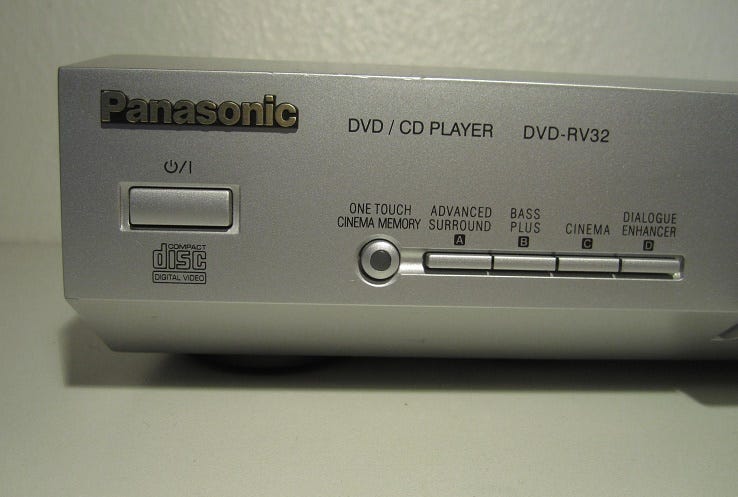 Panasonic
DVD / CD PLAYER DVD-RV32
⏻/I
ONE TOUCH
CINEMA MEMORY
ADVANCED
SURROUND
A
BASS
PLUS
B
CINEMA
C
DIALOGUE
ENHANCER
D
COMPACT
disc
DIGITAL VIDEO